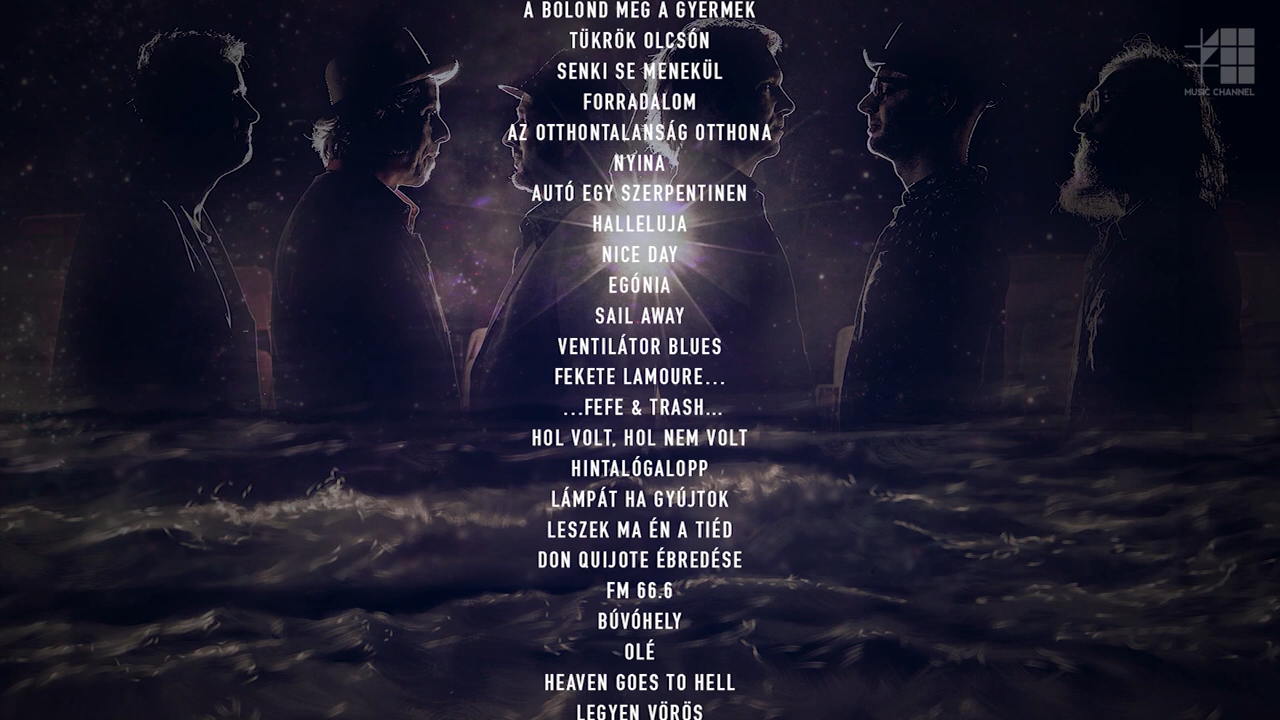 A BOLOND MEG A GYERMEK
TÜKRÖK OLCSÓN
SENKI SE MENEKÜL
FORRADALOM
AZ OTTHONTALANSÁG OTTHONA
NYINA
AUTÓ EGY SZERPENTINEN
HALLELUJA
NICE DAY
EGÓNIA
SAIL AWAY
VENTILÁTOR BLUES
FEKETE LAMOURE...
...FEFE & TRASH...
HOL VOLT, HOL NEM VOLT
HINTALÓGALOPP
LÁMPÁT HA GYÚJTOK
LESZEK MA ÉN A TIÉD
DON QUIJOTE ÉBREDÉSE
FM 66.6
BÚVÓHELY
OLÉ
HEAVEN GOES TO HELL
LEGYEN VÖRÖS
MUSIC CHANNEL